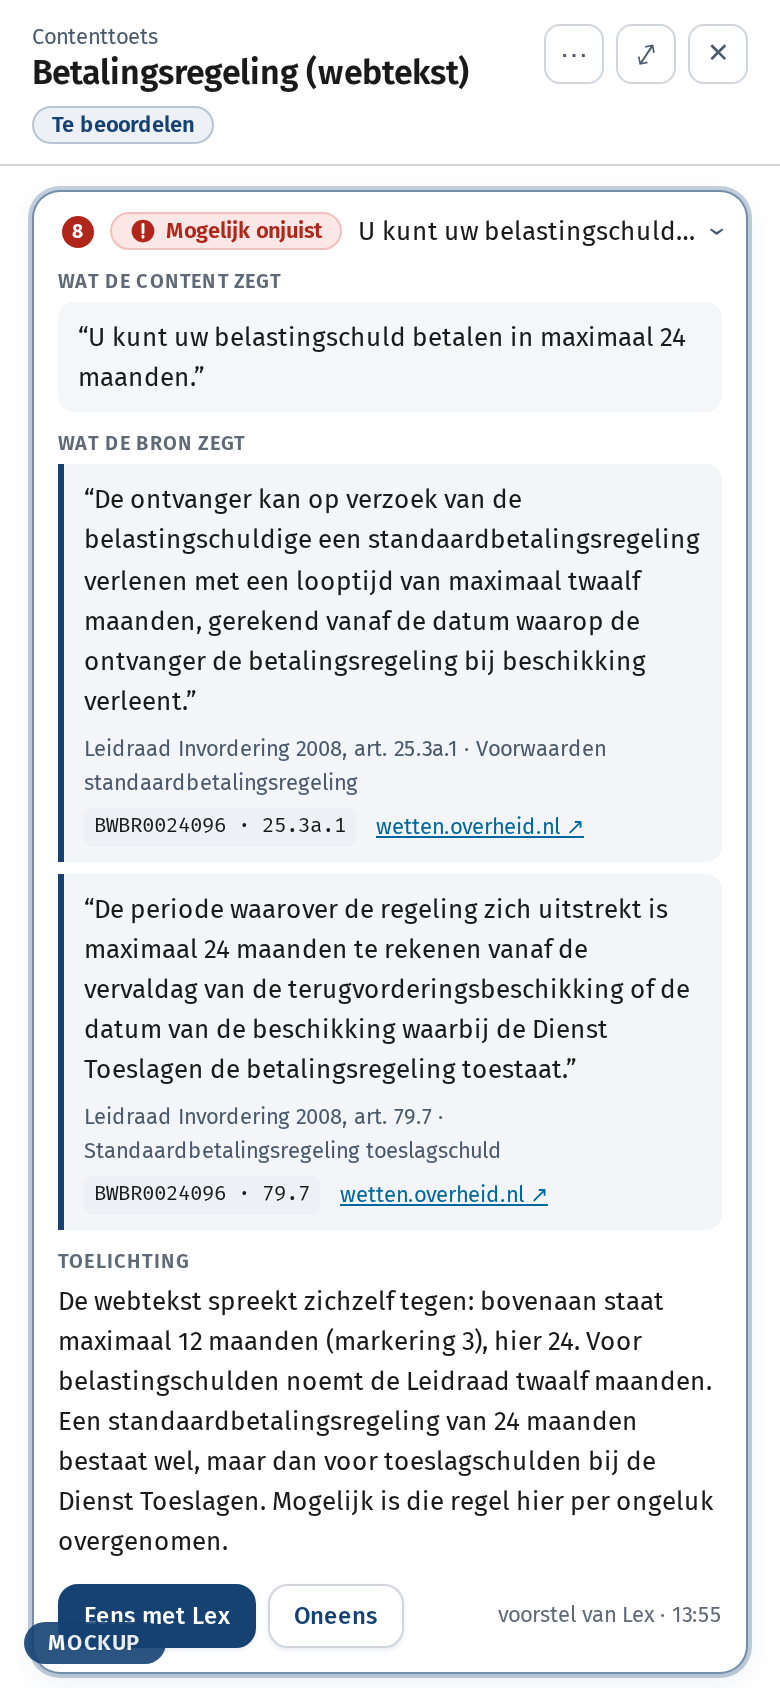 Contenttoets
Betalingsregeling (webtekst)
Te beoordelen
8 Mogelijk onjuist U kunt uw belastingschuld...
WAT DE CONTENT ZEGT
“U kunt uw belastingschuld betalen in maximaal 24
maanden.”
WAT DE BRON ZEGT
“De ontvanger kan op verzoek van de
belastingschuldige een standaardbetalingsregeling
verlenen met een looptijd van maximaal twaalf
maanden, gerekend vanaf de datum waarop de
ontvanger de betalingsregeling bij beschikking
verleent.”
Leidraad Invordering 2008, art. 25.3a.1 · Voorwaarden
standaardbetalingsregeling
BWBR0024096 · 25.3a.1 wetten.overheid.nl ↗
“De periode waarover de regeling zich uitstrekt is
maximaal 24 maanden te rekenen vanaf de
vervaldag van de terugvorderingsbeschikking of de
datum van de beschikking waarbij de Dienst
Toeslagen de betalingsregeling toestaat.”
Leidraad Invordering 2008, art. 79.7 ·
Standaardbetalingsregeling toeslagschuld
BWBR0024096 · 79.7 wetten.overheid.nl ↗
TOELICHTING
De webtekst spreekt zichzelf tegen: bovenaan staat
maximaal 12 maanden (markering 3), hier 24. Voor
belastingschulden noemt de Leidraad twaalf maanden.
Een standaardbetalingsregeling van 24 maanden
bestaat wel, maar dan voor toeslagschulden bij de
Dienst Toeslagen. Mogelijk is die regel hier per ongeluk
overgenomen.
Eens met Lex Oneens voorstel van Lex · 13:55
MOCKUP